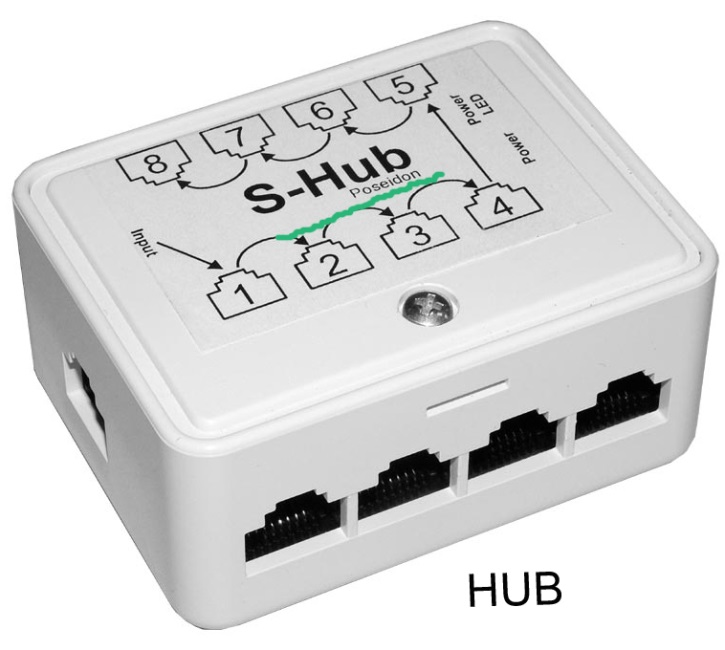 8 7 6 5
Power LED
Power
S-Hub
Poseidon
Input
1 2 3 4
HUB